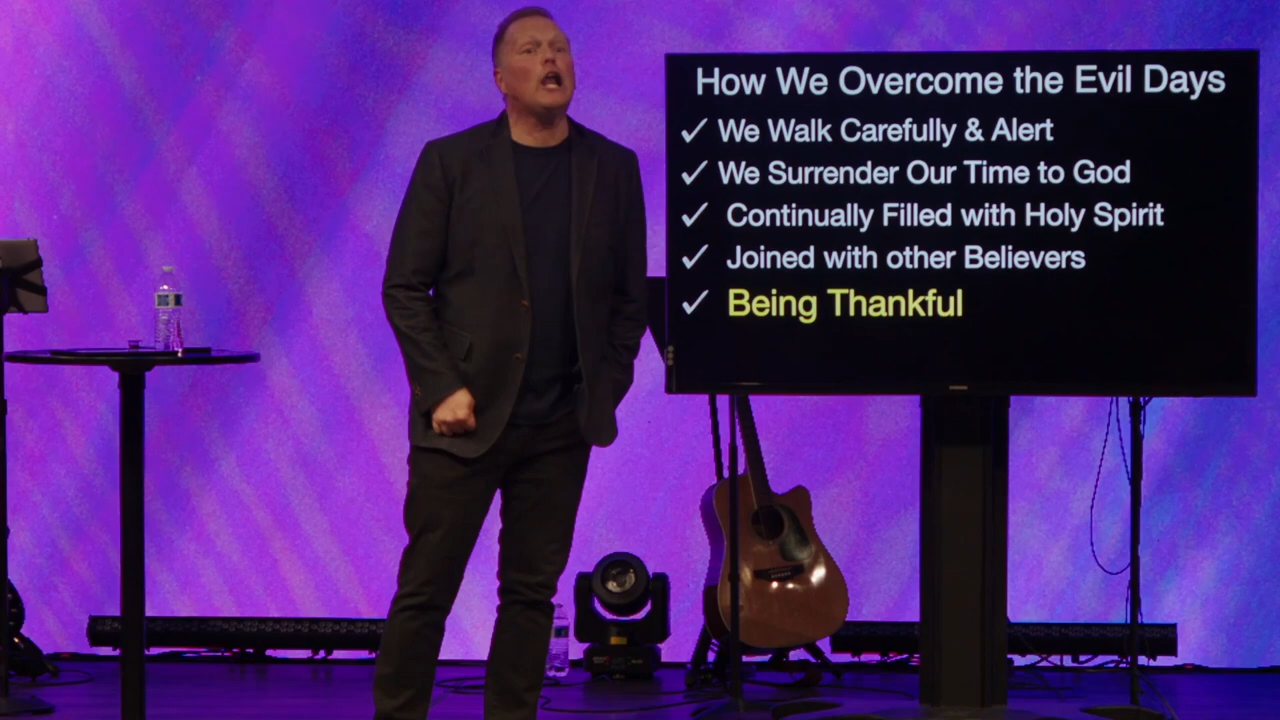 How We Overcome the Evil Days
✓ We Walk Carefully & Alert
✓ We Surrender Our Time to God
✓ Continually Filled with Holy Spirit
✓ Joined with other Believers
✓ Being Thankful